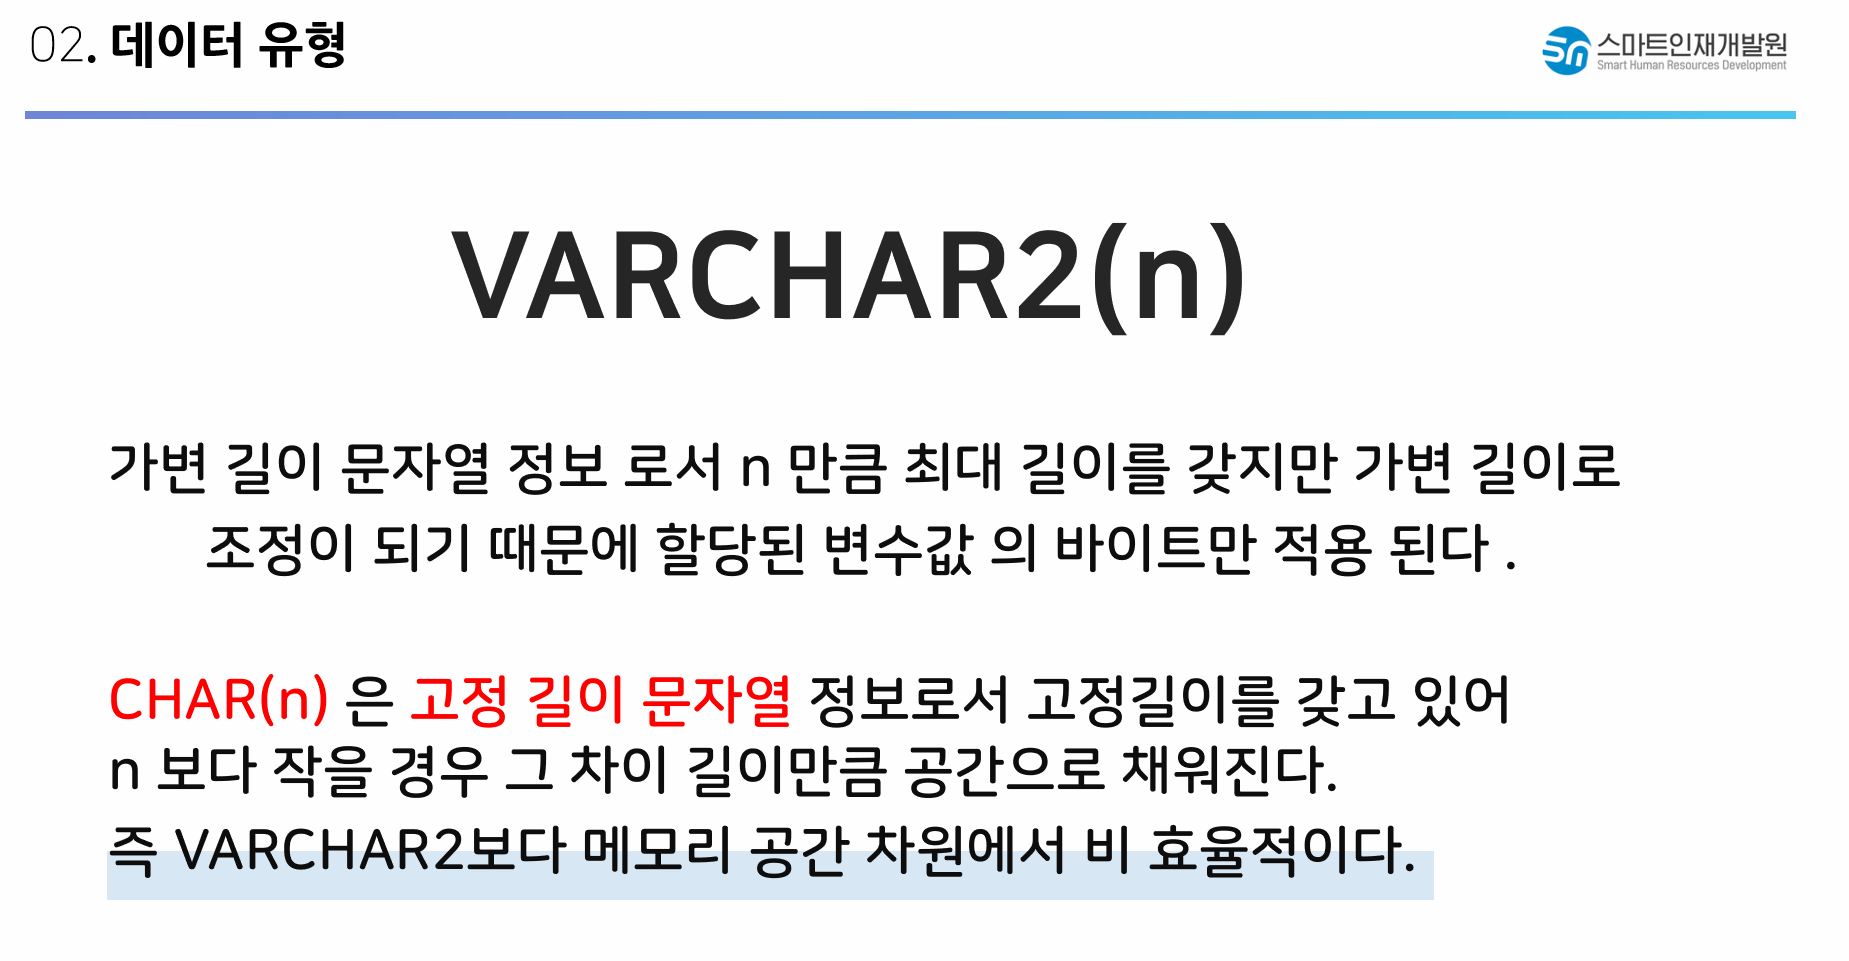 02. 데이터 유형
스마트인재개발원
Smart Human Resources Development
VARCHAR2(n)
가변 길이 문자열 정보 로서 n 만큼 최대 길이를 갖지만 가변 길이로
조정이 되기 때문에 할당된 변수값 의 바이트만 적용 된다 .
CHAR(n) 은 고정 길이 문자열 정보로서 고정길이를 갖고 있어
n 보다 작을 경우 그 차이 길이만큼 공간으로 채워진다.
즉 VARCHAR2보다 메모리 공간 차원에서 비 효율적이다.